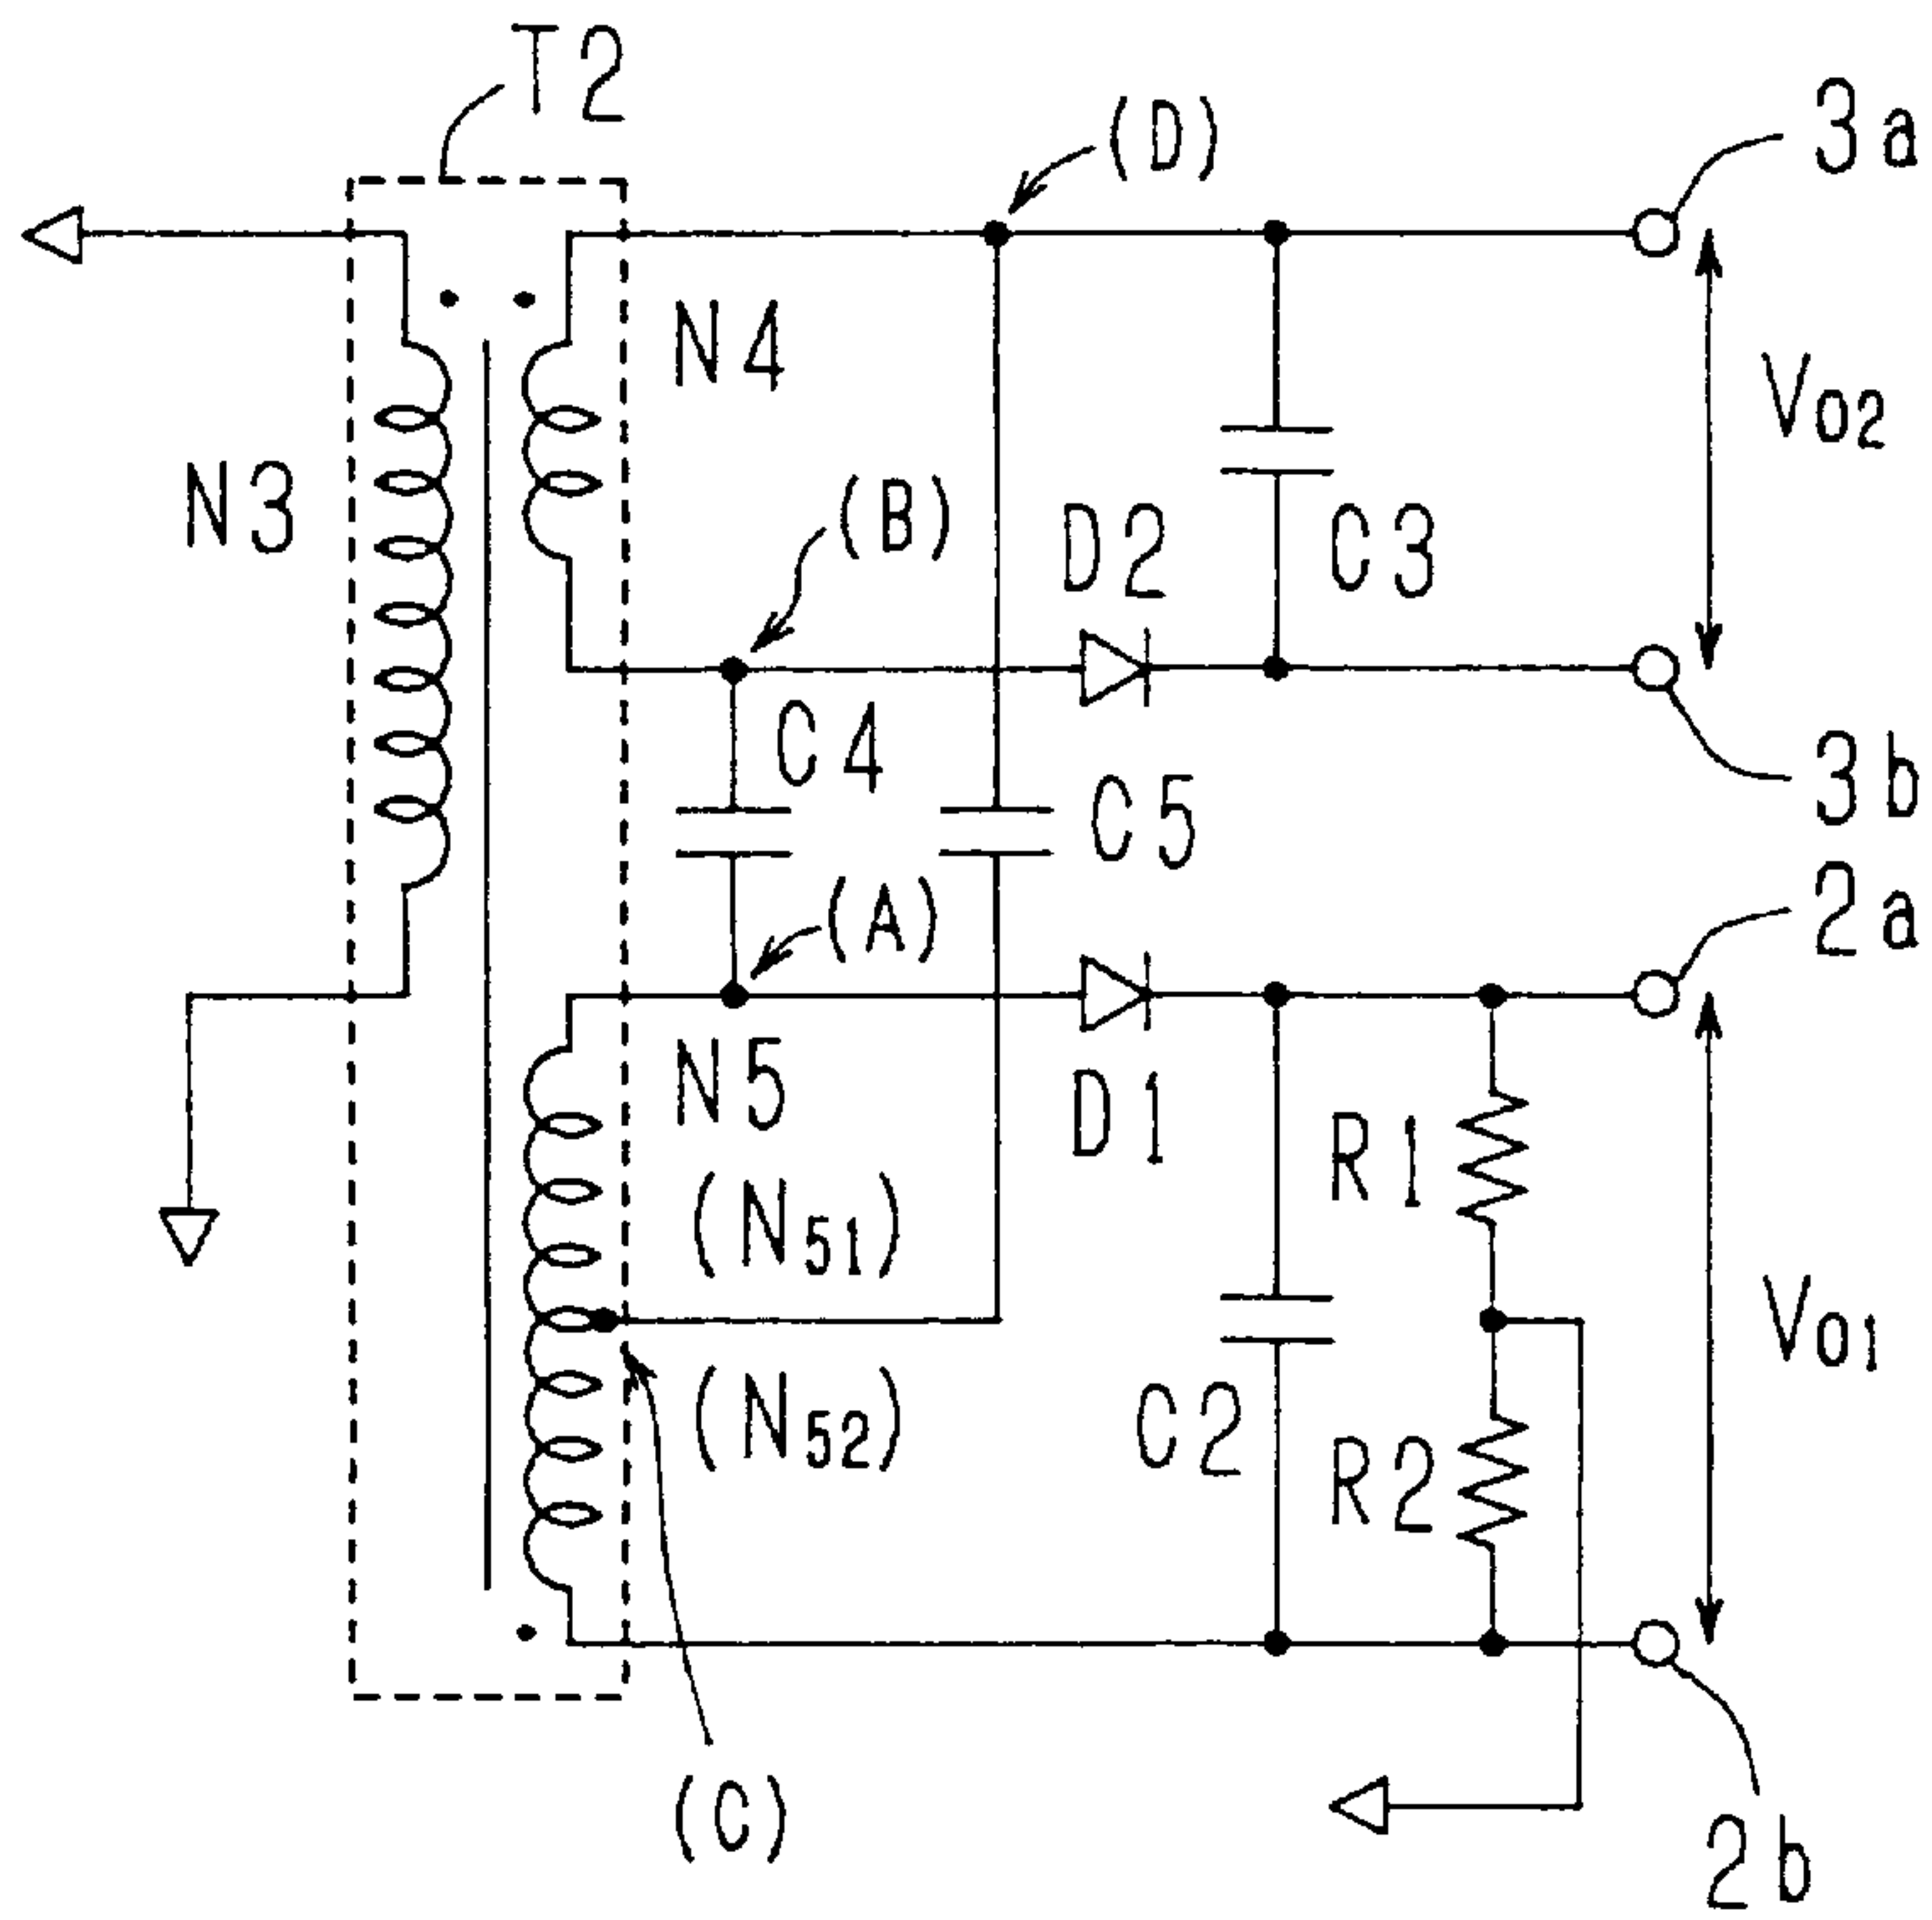 T2
(D)
3a
N4
VO2
N3
(B)
D2
C3
C4
C5
3b
(A)
2a
N5
D1
R1
(N51)
VO1
(N52)
C2
R2
(C)
2b